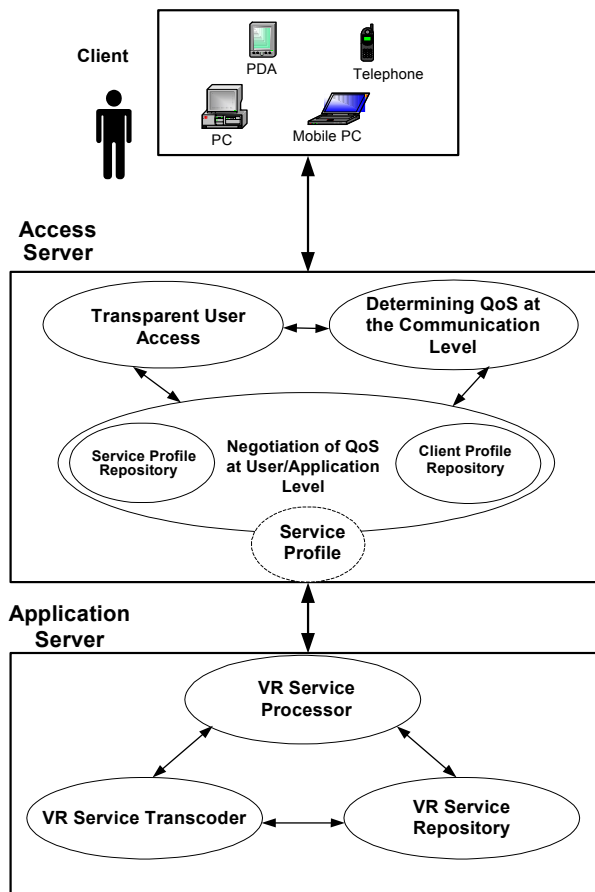 Client
PDA
Telephone
PC
Mobile PC
Access
Server
Transparent User
Access
Determining QoS at
the Communication
Level
Service Profile
Repository
Negotiation of QoS
at User/Application
Level
Client Profile
Repository
Service
Profile
Application
Server
VR Service
Processor
VR Service Transcoder
VR Service
Repository